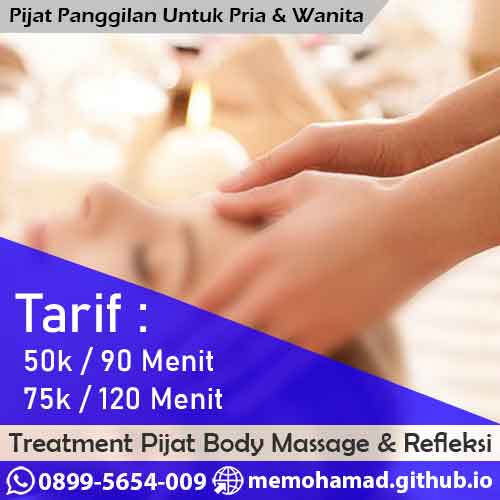 Pijat Panggilan Untuk Pria & Wanita
Tarif :
50k / 90 Menit
75k / 120 Menit
Treatment Pijat Body Massage & Refleksi
0899-5654-009 memohamad.github.io